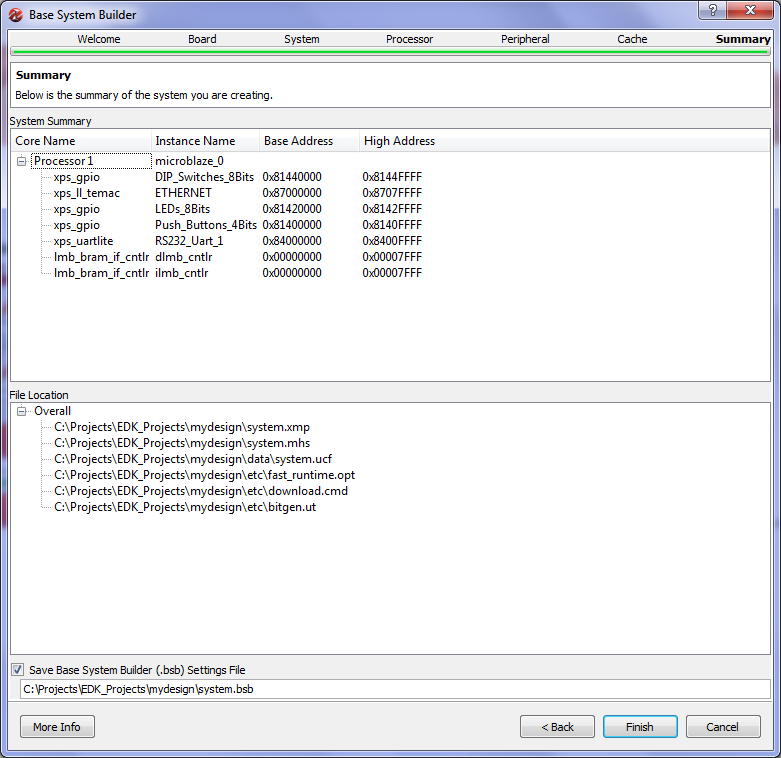 Base System Builder
Welcome Board System Processor Peripheral Cache Summary
Summary
Below is the summary of the system you are creating.
System Summary
Core Name Instance Name Base Address High Address
Processor 1 microblaze_0
xps_gpio DIP_Switches_8Bits 0x81440000 0x8144FFFF
xps_ll_temac ETHERNET 0x87000000 0x8707FFFF
xps_gpio LEDs_8Bits 0x81420000 0x8142FFFF
xps_gpio Push_Buttons_4Bits 0x81400000 0x8140FFFF
xps_uartlite RS232_Uart_1 0x84000000 0x8400FFFF
lmb_bram_if_cntlr dlmb_cntlr 0x00000000 0x00007FFF
lmb_bram_if_cntlr ilmb_cntlr 0x00000000 0x00007FFF
File Location
Overall
C:\Projects\EDK_Projects\mydesign\system.xmp
C:\Projects\EDK_Projects\mydesign\system.mhs
C:\Projects\EDK_Projects\mydesign\data\system.ucf
C:\Projects\EDK_Projects\mydesign\etc\fast_runtime.opt
C:\Projects\EDK_Projects\mydesign\etc\download.cmd
C:\Projects\EDK_Projects\mydesign\etc\bitgen.ut
Save Base System Builder (.bsb) Settings File
C:\Projects\EDK_Projects\mydesign\system.bsb
More Info < Back Finish Cancel